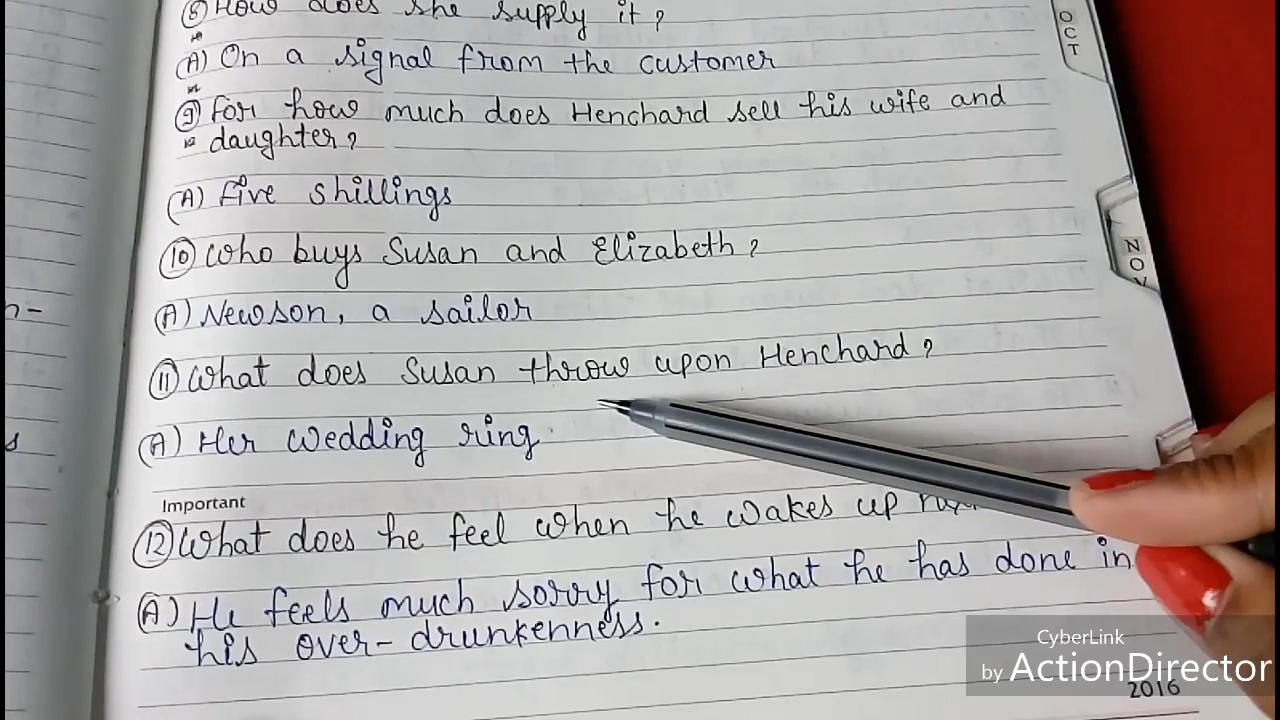 ⑧ How does she supply it?
(A) On a signal from the customer
⑨ For how much does Henchard sell his wife and
daughter?
(A) Five shillings
⑩ Who buys Susan and Elizabeth?
(A) Newson, a sailor
⑪ What does Susan throw upon Henchard?
(A) Her wedding ring.
Important
⑫ What does he feel when he wakes up
(A) He feels much sorry for what he has done in
his over-drunkenness.
OCT
NOV
CyberLink
by ActionDirector
2016